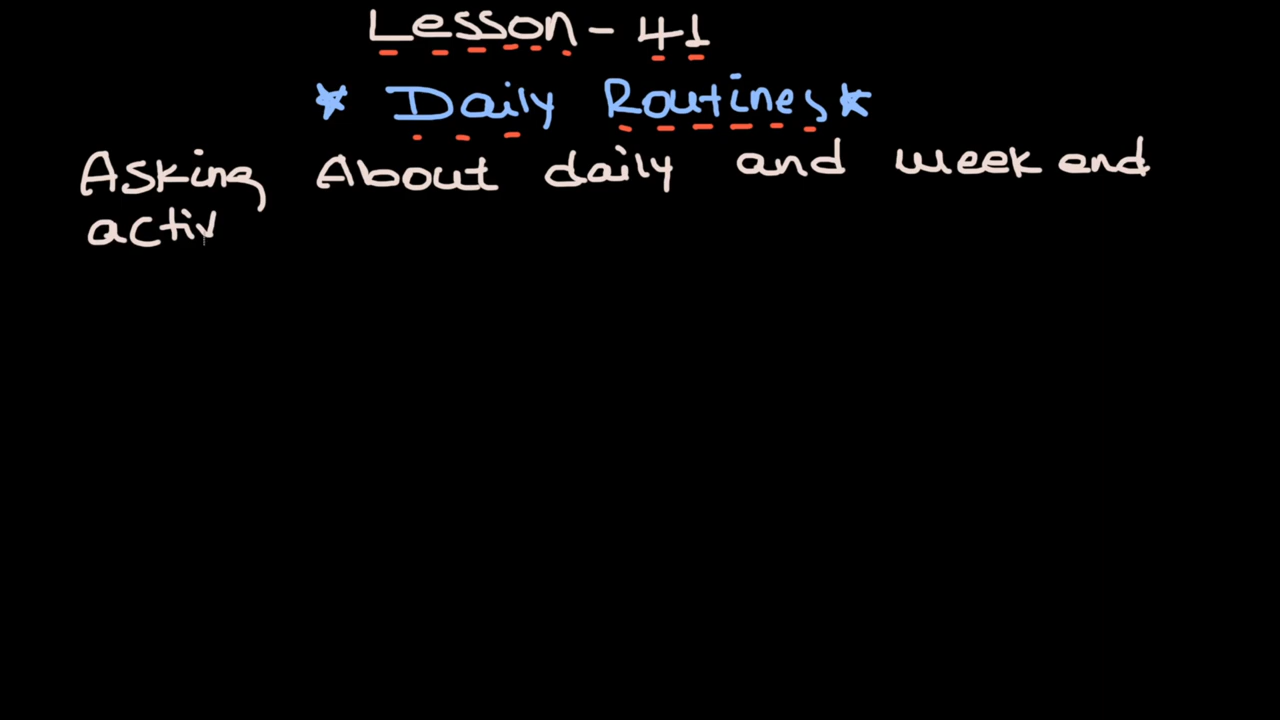 Lesson - 41
* Daily Routines *
Asking About daily and week end
activ